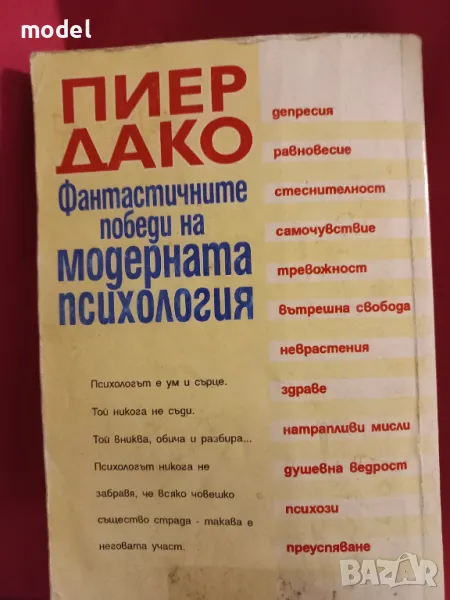 model
ПИЕР
ДАКО
Фантастичните
победи на
модерната
психология
депресия
равновесие
стеснителност
самочувствие
тревожност
вътрешна свобода
неврастения
здраве
натрапливи мисли
душевна ведрост
психози
преуспяване
Психологът е ум и сърце.
Той никога не съди.
Той вниква, обича и разбира...
Психологът никога не
забравя, че всяко човешко
същество страда - такава е
неговата участ.
BAZAR